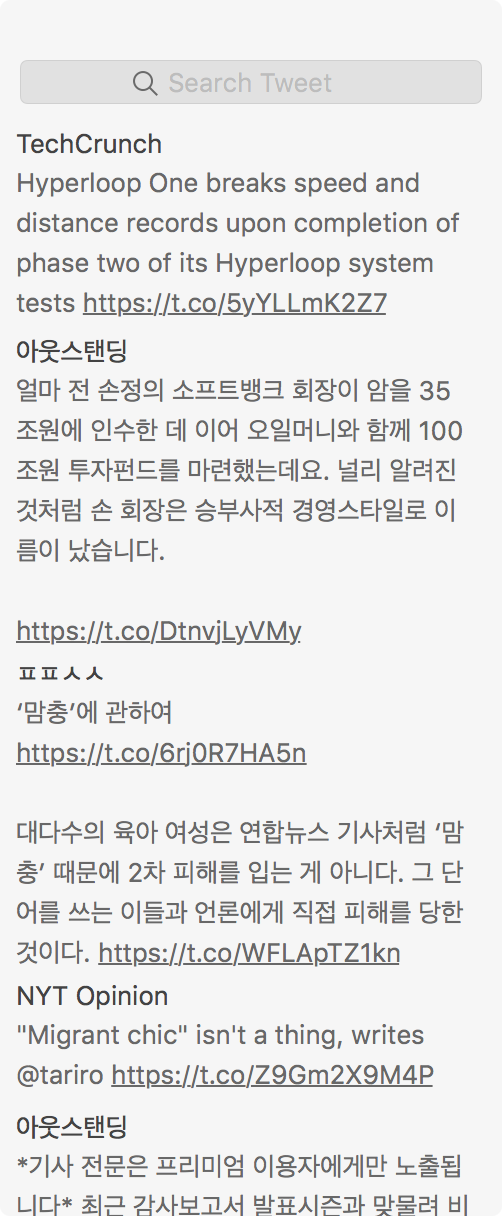 Search Tweet
TechCrunch
Hyperloop One breaks speed and
distance records upon completion of
phase two of its Hyperloop system
tests https://t.co/5yYLLmK2Z7
아웃스탠딩
얼마 전 손정의 소프트뱅크 회장이 암을 35
조원에 인수한 데 이어 오일머니와 함께 100
조원 투자펀드를 마련했는데요. 널리 알려진
것처럼 손 회장은 승부사적 경영스타일로 이
름이 났습니다.
https://t.co/DtnvjLyVMy
ㅍㅍㅅㅅ
‘맘충’에 관하여
https://t.co/6rj0R7HA5n
대다수의 육아 여성은 연합뉴스 기사처럼 ‘맘
충’ 때문에 2차 피해를 입는 게 아니다. 그 단
어를 쓰는 이들과 언론에게 직접 피해를 당한
것이다. https://t.co/WFLApTZ1kn
NYT Opinion
"Migrant chic" isn't a thing, writes
@tariro https://t.co/Z9Gm2X9M4P
아웃스탠딩
*기사 전문은 프리미엄 이용자에게만 노출됩
니다* 최근 감사보고서 발표시즌과 맞물려 비